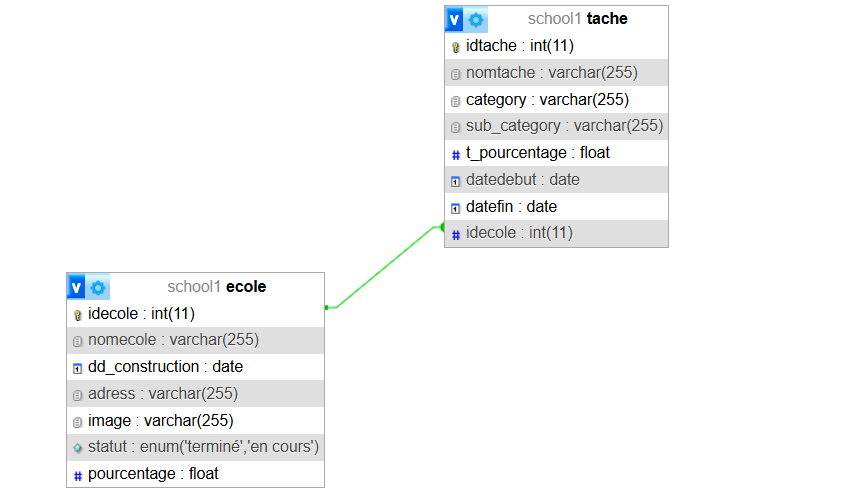 v school1 tache
idtache : int(11)
nomtache : varchar(255)
category : varchar(255)
sub_category : varchar(255)
# t_pourcentage : float
datedebut : date
datefin : date
# idecole : int(11)
v school1 ecole
idecole : int(11)
nomecole : varchar(255)
dd_construction : date
adress : varchar(255)
image : varchar(255)
statut : enum('terminé','en cours')
# pourcentage : float